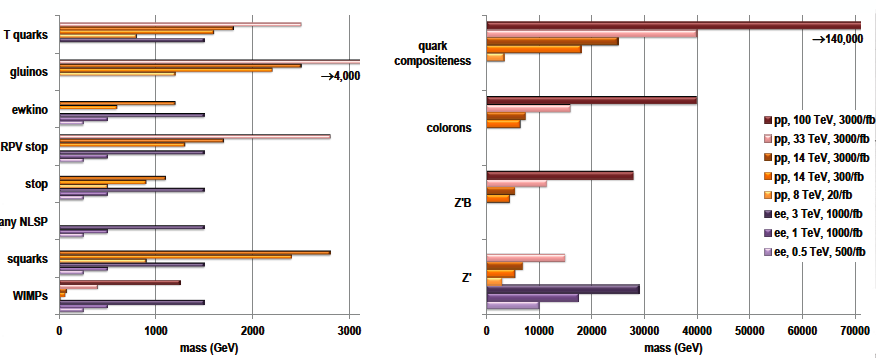 T quarks
gluinos
ewkino
RPV stop
stop
any NLSP
squarks
WIMPs
→4,000
0 1000 2000 3000
mass (GeV)
quark
compositeness
colorons
Z'B
Z'
→140,000
0 10000 20000 30000 40000 50000 60000 70000
mass (GeV)
pp, 100 TeV, 3000/fb
pp, 33 TeV, 3000/fb
pp, 14 TeV, 3000/fb
pp, 14 TeV, 300/fb
pp, 8 TeV, 20/fb
ee, 3 TeV, 1000/fb
ee, 1 TeV, 1000/fb
ee, 0.5 TeV, 500/fb